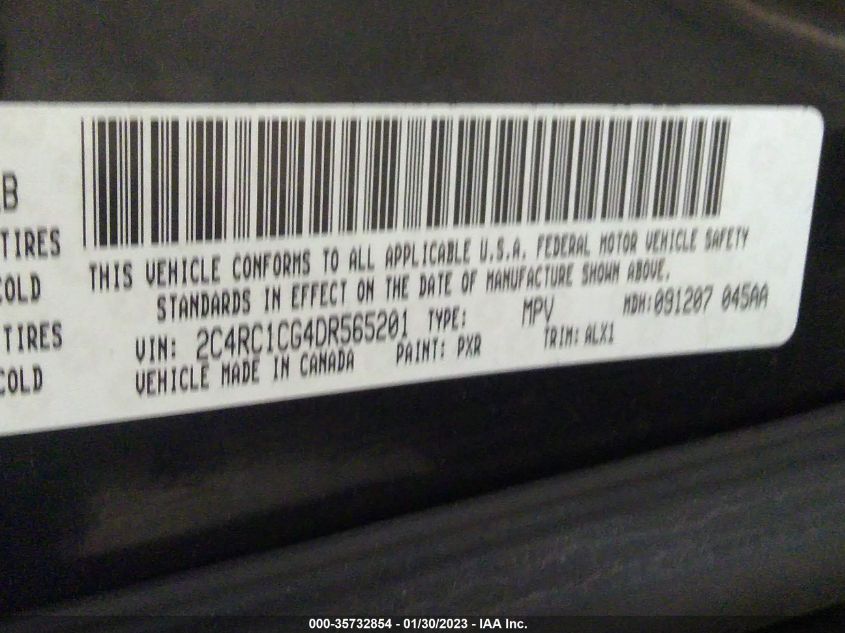 B
TIRES
COLD
TIRES
COLD
THIS VEHICLE CONFORMS TO ALL APPLICABLE U.S.A. FEDERAL MOTOR VEHICLE SAFETY
STANDARDS IN EFFECT ON THE DATE OF MANUFACTURE SHOWN ABOVE.
VIN: 2C4RC1CG4DR565201 TYPE: MPV MDH:091207 045AA
VEHICLE MADE IN CANADA PAINT: PXR TRIM: ALX1
000-35732854 - 01/30/2023 - IAA Inc.